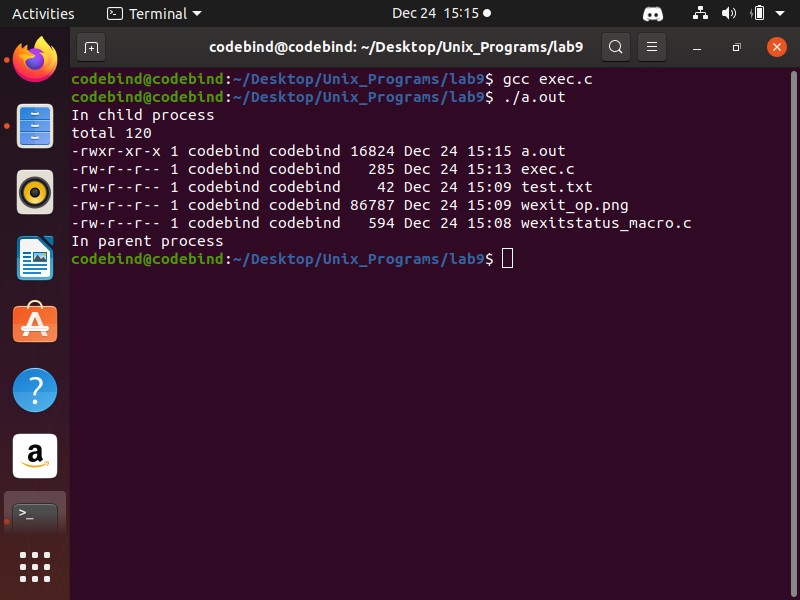 Activities Terminal Dec 24 15:15
codebind@codebind: ~/Desktop/Unix_Programs/lab9
codebind@codebind:~/Desktop/Unix_Programs/lab9$ gcc exec.c
codebind@codebind:~/Desktop/Unix_Programs/lab9$ ./a.out
In child process
total 120
-rwxr-xr-x 1 codebind codebind 16824 Dec 24 15:15 a.out
-rw-r--r-- 1 codebind codebind   285 Dec 24 15:13 exec.c
-rw-r--r-- 1 codebind codebind    42 Dec 24 15:09 test.txt
-rw-r--r-- 1 codebind codebind 86787 Dec 24 15:09 wexit_op.png
-rw-r--r-- 1 codebind codebind   594 Dec 24 15:08 wexitstatus_macro.c
In parent process
codebind@codebind:~/Desktop/Unix_Programs/lab9$
?
a
>_